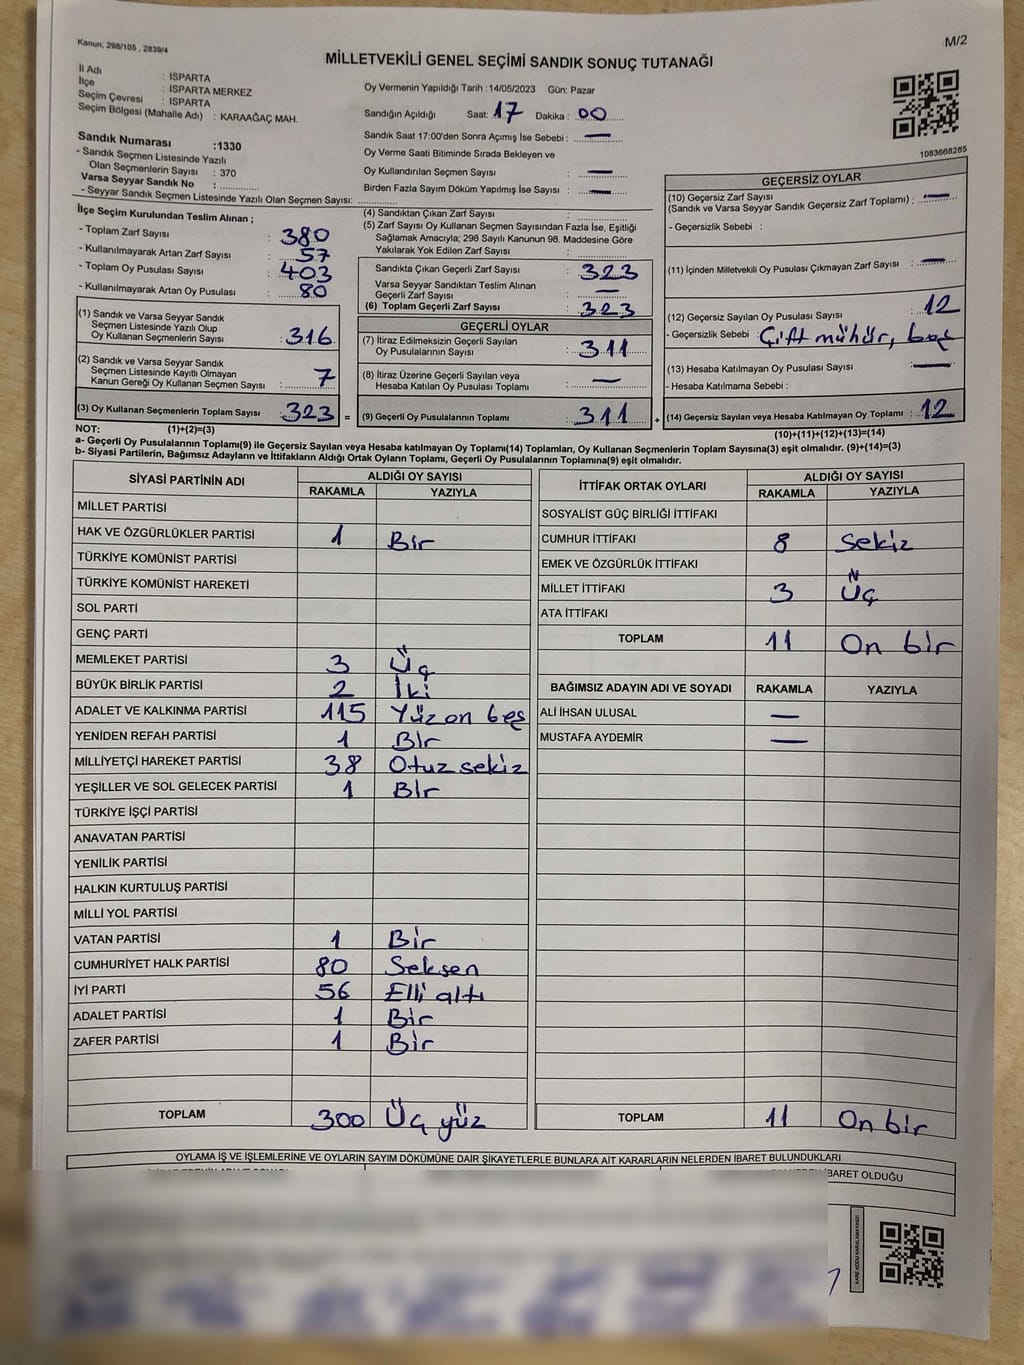 Kanun; 298/105 , 2839/4
M/2
MİLLETVEKİLİ GENEL SEÇİMİ SANDIK SONUÇ TUTANAĞI
İl Adı : ISPARTA
İlçe : ISPARTA MERKEZ
Seçim Çevresi : ISPARTA
Seçim Bölgesi (Mahalle Adı) : KARAAĞAÇ MAH.
Sandık Numarası :1330
- Sandık Seçmen Listesinde Yazılı
Olan Seçmenlerin Sayısı : 370
Varsa Seyyar Sandık No :
- Seyyar Sandık Seçmen Listesinde Yazılı Olan Seçmen Sayısı:
Oy Vermenin Yapıldığı Tarih :14/05/2023 Gün: Pazar
Sandığın Açıldığı Saat: 17 Dakika : 00
Sandık Saat 17:00'den Sonra Açımış İse Sebebi : —
Oy Verme Saati Bitiminde Sırada Bekleyen ve
Oy Kullandırılan Seçmen Sayısı : —
Birden Fazla Sayım Döküm Yapılmış İse Sayısı : —
1083668285
İlçe Seçim Kurulundan Teslim Alınan ;
- Toplam Zarf Sayısı : 380
- Kullanılmayarak Artan Zarf Sayısı : 57
- Toplam Oy Pusulası Sayısı : 403
- Kullanılmayarak Artan Oy Pusulası : 80
(1) Sandık ve Varsa Seyyar Sandık
Seçmen Listesinde Yazılı Olup
Oy Kullanan Seçmenlerin Sayısı : 316
(2) Sandık ve Varsa Seyyar Sandık
Seçmen Listesinde Kayıtlı Olmayan
Kanun Gereği Oy Kullanan Seçmen Sayısı : 7
(3) Oy Kullanan Seçmenlerin Toplam Sayısı : 323 =
(4) Sandıktan Çıkan Zarf Sayısı :
(5) Zarf Sayısı Oy Kullanan Seçmen Sayısından Fazla İse, Eşitliği
Sağlamak Amacıyla; 298 Sayılı Kanunun 98. Maddesine Göre
Yakılarak Yok Edilen Zarf Sayısı :
Sandıkta Çıkan Geçerli Zarf Sayısı : 323
Varsa Seyyar Sandıktan Teslim Alınan
Geçerli Zarf Sayısı : —
(6) Toplam Geçerli Zarf Sayısı : 323
GEÇERLİ OYLAR
(7) İtiraz Edilmeksizin Geçerli Sayılan
Oy Pusulalarının Sayısı : 311
(8) İtiraz Üzerine Geçerli Sayılan veya
Hesaba Katılan Oy Pusulası Toplamı : —
(9) Geçerli Oy Pusulalarının Toplamı : 311 +
GEÇERSİZ OYLAR
(10) Geçersiz Zarf Sayısı
(Sandık ve Varsa Seyyar Sandık Geçersiz Zarf Toplamı) : —
- Geçersizlik Sebebi :
(11) İçinden Milletvekili Oy Pusulası Çıkmayan Zarf Sayısı : —
(12) Geçersiz Sayılan Oy Pusulası Sayısı : 12
- Geçersizlik Sebebi : Çift mühür, boş
(13) Hesaba Katılmayan Oy Pusulası Sayısı : —
- Hesaba Katılmama Sebebi :
(14) Geçersiz Sayılan veya Hesaba Katılmayan Oy Toplamı : 12
NOT: (1)+(2)=(3)
(10)+(11)+(12)+(13)=(14)
a- Geçerli Oy Pusulalarının Toplamı(9) ile Geçersiz Sayılan veya Hesaba katılmayan Oy Toplamı(14) Toplamları, Oy Kullanan Seçmenlerin Toplam Sayısına(3) eşit olmalıdır. (9)+(14)=(3)
b- Siyasi Partilerin, Bağımsız Adayların ve İttifakların Aldığı Ortak Oyların Toplamı, Geçerli Oy Pusulalarının Toplamına(9) eşit olmalıdır.
SİYASİ PARTİNİN ADI ALDIĞI OY SAYISI
RAKAMLA YAZIYLA
MİLLET PARTİSİ
HAK VE ÖZGÜRLÜKLER PARTİSİ 1 Bir
TÜRKİYE KOMÜNİST PARTİSİ
TÜRKİYE KOMÜNİST HAREKETİ
SOL PARTİ
GENÇ PARTİ
MEMLEKET PARTİSİ 3 Üç
BÜYÜK BİRLİK PARTİSİ 2 İki
ADALET VE KALKINMA PARTİSİ 115 Yüz on beş
YENİDEN REFAH PARTİSİ 1 Bir
MİLLİYETÇİ HAREKET PARTİSİ 38 Otuz sekiz
YEŞİLLER VE SOL GELECEK PARTİSİ 1 Bir
TÜRKİYE İŞÇİ PARTİSİ
ANAVATAN PARTİSİ
YENİLİK PARTİSİ
HALKIN KURTULUŞ PARTİSİ
MİLLİ YOL PARTİSİ
VATAN PARTİSİ 1 Bir
CUMHURİYET HALK PARTİSİ 80 Seksen
İYİ PARTİ 56 Elli altı
ADALET PARTİSİ 1 Bir
ZAFER PARTİSİ 1 Bir
TOPLAM 300 Üç yüz
İTTİFAK ORTAK OYLARI ALDIĞI OY SAYISI
RAKAMLA YAZIYLA
SOSYALİST GÜÇ BİRLİĞİ İTTİFAKI
CUMHUR İTTİFAKI 8 Sekiz
EMEK VE ÖZGÜRLÜK İTTİFAKI
MİLLET İTTİFAKI 3 Üç
ATA İTTİFAKI
TOPLAM 11 On bir
BAĞIMSIZ ADAYIN ADI VE SOYADI RAKAMLA YAZIYLA
ALİ İHSAN ULUSAL —
MUSTAFA AYDEMİR —
TOPLAM 11 On bir
OYLAMA İŞ VE İŞLEMLERİNE VE OYLARIN SAYIM DÖKÜMÜNE DAİR ŞİKAYETLERLE BUNLARA AİT KARARLARIN NELERDEN İBARET BULUNDUKLARI
İBARET OLDUĞU